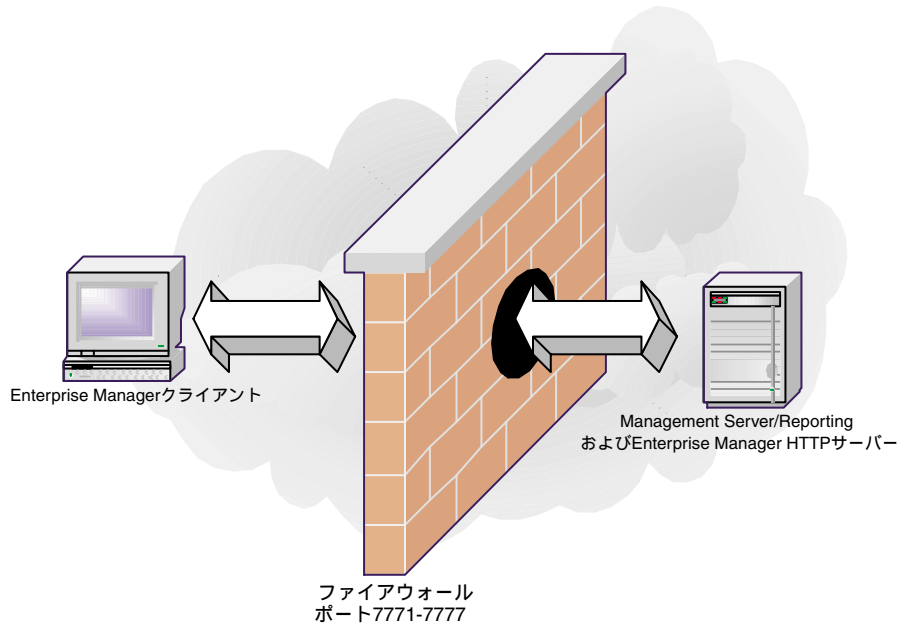 Enterprise Managerクライアント
Management Server/Reporting
およびEnterprise Manager HTTPサーバー
ファイアウォール
ポート7771-7777